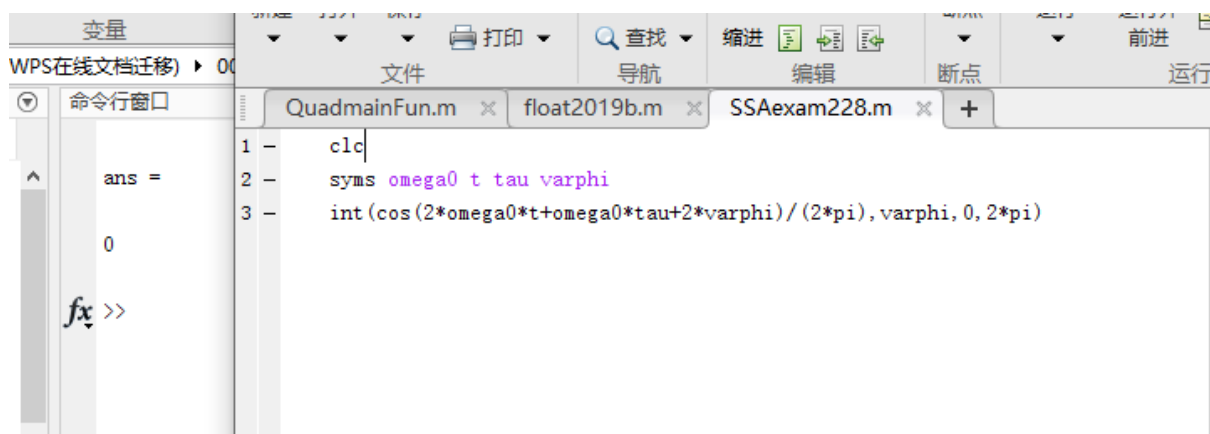 变量
打印 查找 缩进 前进
文件 导航 编辑 断点 运行
WPS在线文档迁移) 00
命令行窗口
QuadmainFun.m float2019b.m SSAexam228.m +
1 clc
2 syms omega0 t tau varphi
3 int(cos(2*omega0*t+omega0*tau+2*varphi)/(2*pi),varphi,0,2*pi)
ans =
0
fx >>